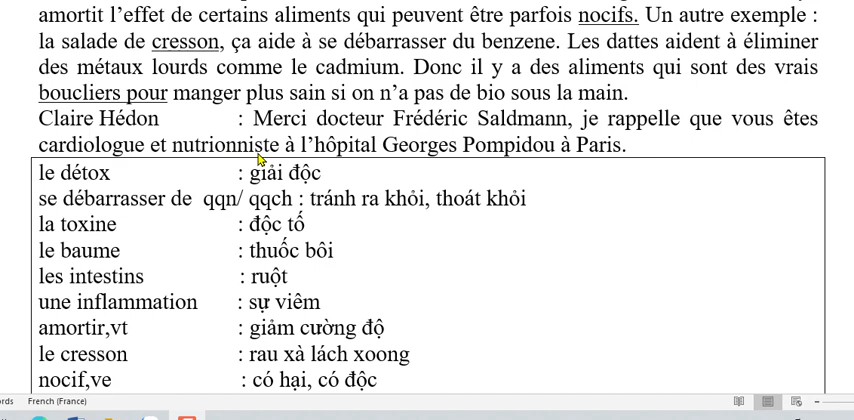 amortit l’effet de certains aliments qui peuvent être parfois nocifs. Un autre exemple :
la salade de cresson, ça aide à se débarrasser du benzene. Les dattes aident à éliminer
des métaux lourds comme le cadmium. Donc il y a des aliments qui sont des vrais
boucliers pour manger plus sain si on n’a pas de bio sous la main.
Claire Hédon : Merci docteur Frédéric Saldmann, je rappelle que vous êtes
cardiologue et nutrionniste à l’hôpital Georges Pompidou à Paris.
le détox : giải độc
se débarrasser de qqn/ qqch : tránh ra khỏi, thoát khỏi
la toxine : độc tố
le baume : thuốc bôi
les intestins : ruột
une inflammation : sự viêm
amortir,vt : giảm cường độ
le cresson : rau xà lách xoong
nocif,ve : có hại, có độc
French (France)